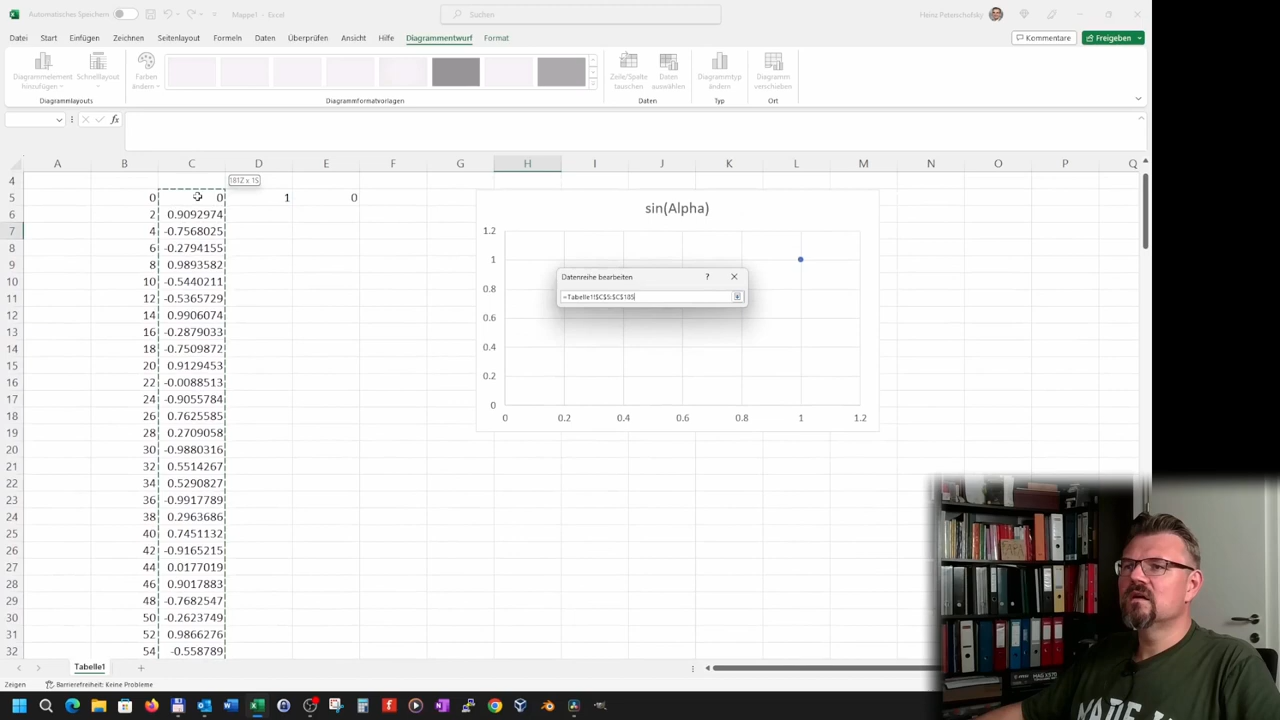 Automatisches Speichern
Mappe1 - Excel
Suchen
Heinz Peterschofsky
Datei Start Einfügen Zeichnen Seitenlayout Formeln Daten Überprüfen Ansicht Hilfe Diagrammentwurf Format
Kommentare
Freigeben
Diagrammelement hinzufügen
Schnelllayout
Farben ändern
Zeile/Spalte tauschen
Daten auswählen
Diagrammtyp ändern
Diagramm verschieben
Diagrammlayouts
Diagrammformatvorlagen
Daten
Typ
Ort
fx
A B C D E F G H I J K L M N O P Q
181Z x 1S
4
5 0 0 1 0
6 2 0.9092974
7 4 -0.7568025
8 6 -0.2794155
9 8 0.9893582
10 10 -0.5440211
11 12 -0.5365729
12 14 0.9906074
13 16 -0.2879033
14 18 -0.7509872
15 20 0.9129453
16 22 -0.0088513
17 24 -0.9055784
18 26 0.7625585
19 28 0.2709058
20 30 -0.9880316
21 32 0.5514267
22 34 0.5290827
23 36 -0.9917789
24 38 0.2963686
25 40 0.7451132
26 42 -0.9165215
27 44 0.0177019
28 46 0.9017883
29 48 -0.7682547
30 50 -0.2623749
31 52 0.9866276
32 54 -0.558789
sin(Alpha)
1.2
1
0.8
0.6
0.4
0.2
0
0 0.2 0.4 0.6 0.8 1 1.2
Datenreihe bearbeiten
?
=Tabelle1!$C$5:$C$185
Tabelle1
Zeigen
Barrierefreiheit: Keine Probleme
MAG X570
MADE